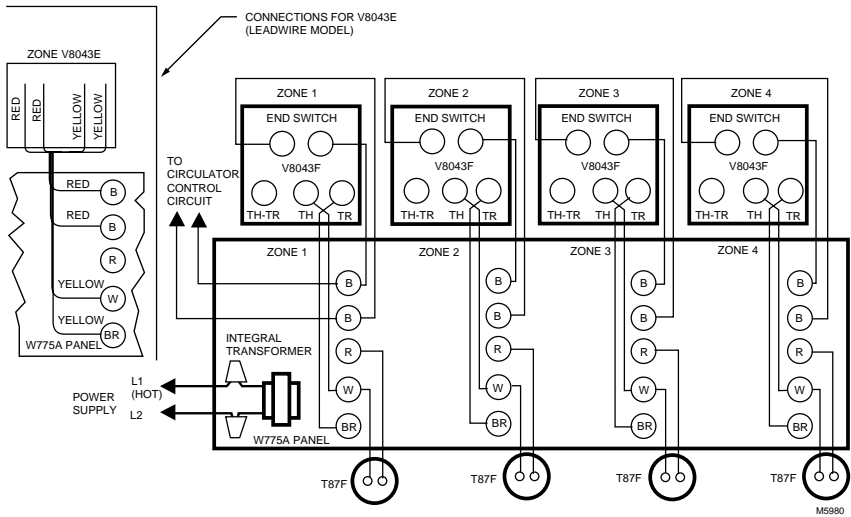 CONNECTIONS FOR V8043E
(LEADWIRE MODEL)
ZONE V8043E
RED
RED
YELLOW
YELLOW
RED
B
RED
B
R
YELLOW
W
YELLOW
BR
W775A PANEL
TO
CIRCULATOR
CONTROL
CIRCUIT
ZONE 1
END SWITCH
V8043F
TH-TR
TH
TR
ZONE 2
END SWITCH
V8043F
TH-TR
TH
TR
ZONE 3
END SWITCH
V8043F
TH-TR
TH
TR
ZONE 4
END SWITCH
V8043F
TH-TR
TH
TR
ZONE 1
B
B
R
W
BR
ZONE 2
B
B
R
W
BR
ZONE 3
B
B
R
W
BR
ZONE 4
B
B
R
W
BR
INTEGRAL
TRANSFORMER
POWER
SUPPLY
L1
(HOT)
L2
W775A PANEL
T87F
T87F
T87F
T87F
M5980